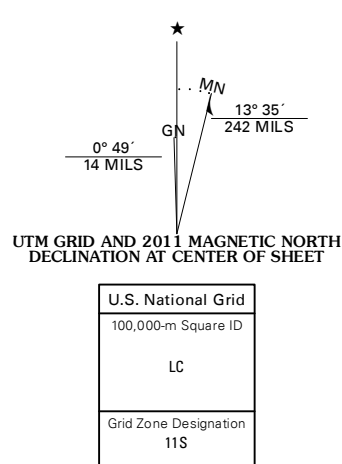 ★
MN
GN
13° 35´
242 MILS
0° 49´
14 MILS
UTM GRID AND 2011 MAGNETIC NORTH
DECLINATION AT CENTER OF SHEET
U.S. National Grid
100,000-m Square ID
LC
Grid Zone Designation
11S